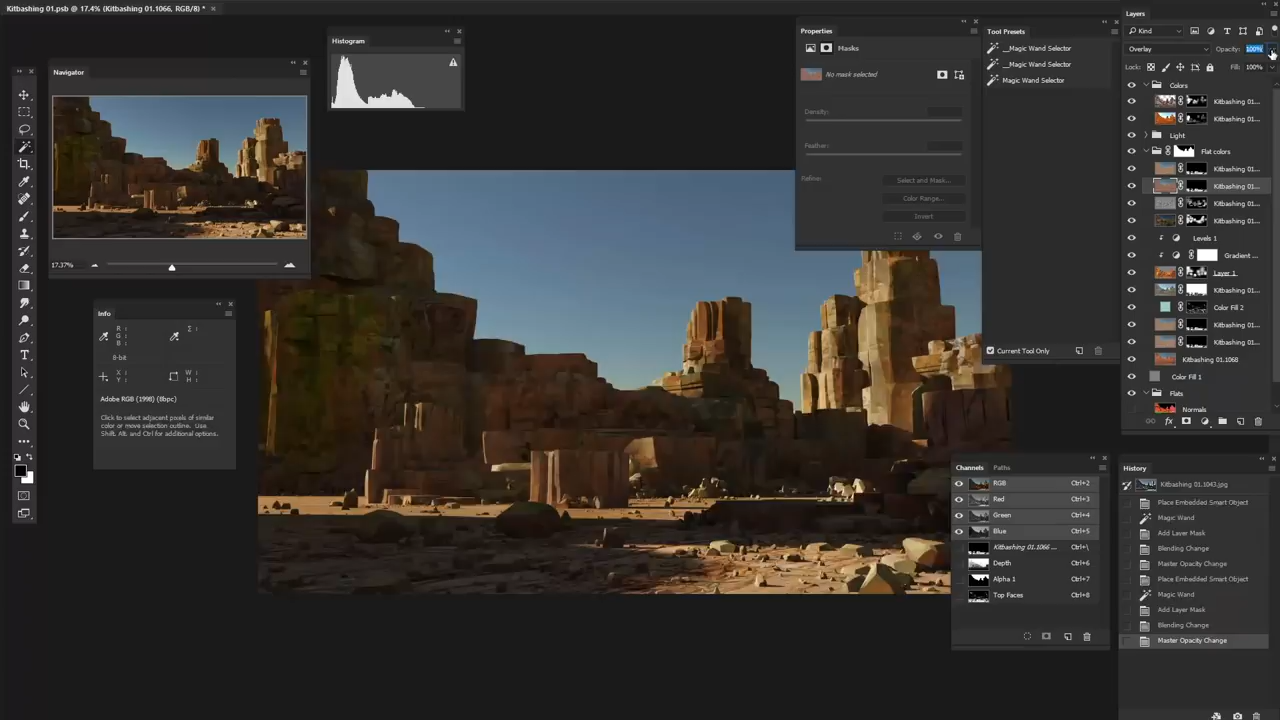 Kitbashing 01.psb @ 17.4% (Kitbashing 01.1066, RGB/8) *
Navigator
17.37%
Histogram
Info
R :
G :
B :
8-bit
X :
Y :
W :
H :
Adobe RGB (1998) (8bpc)
Click to select adjacent pixels of similar
color or move selection outline. Use
Shift, Alt, and Ctrl for additional options.
Properties
Masks
No mask selected
Density:
Feather:
Refine:
Select and Mask...
Color Range...
Invert
Tool Presets
__Magic Wand Selector
__Magic Wand Selector
Magic Wand Selector
Current Tool Only
Layers
Kind
Overlay
Opacity: 100%
Lock:
Fill: 100%
Colors
Kitbashing 01...
Kitbashing 01...
Light
Flat colors
Kitbashing 01...
Kitbashing 01...
Kitbashing 01...
Kitbashing 01...
Levels 1
Gradient ...
Layer 1
Kitbashing 01...
Color Fill 2
Kitbashing 01...
Kitbashing 01...
Kitbashing 01.1068
Color Fill 1
Flats
Normals
Channels
Paths
RGB Ctrl+2
Red Ctrl+3
Green Ctrl+4
Blue Ctrl+5
Kitbashing 01.1066 ... Ctrl+\
Depth Ctrl+6
Alpha 1 Ctrl+7
Top Faces Ctrl+8
History
Kitbashing 01.1043.jpg
Place Embedded Smart Object
Magic Wand
Add Layer Mask
Blending Change
Master Opacity Change
Place Embedded Smart Object
Magic Wand
Add Layer Mask
Blending Change
Master Opacity Change